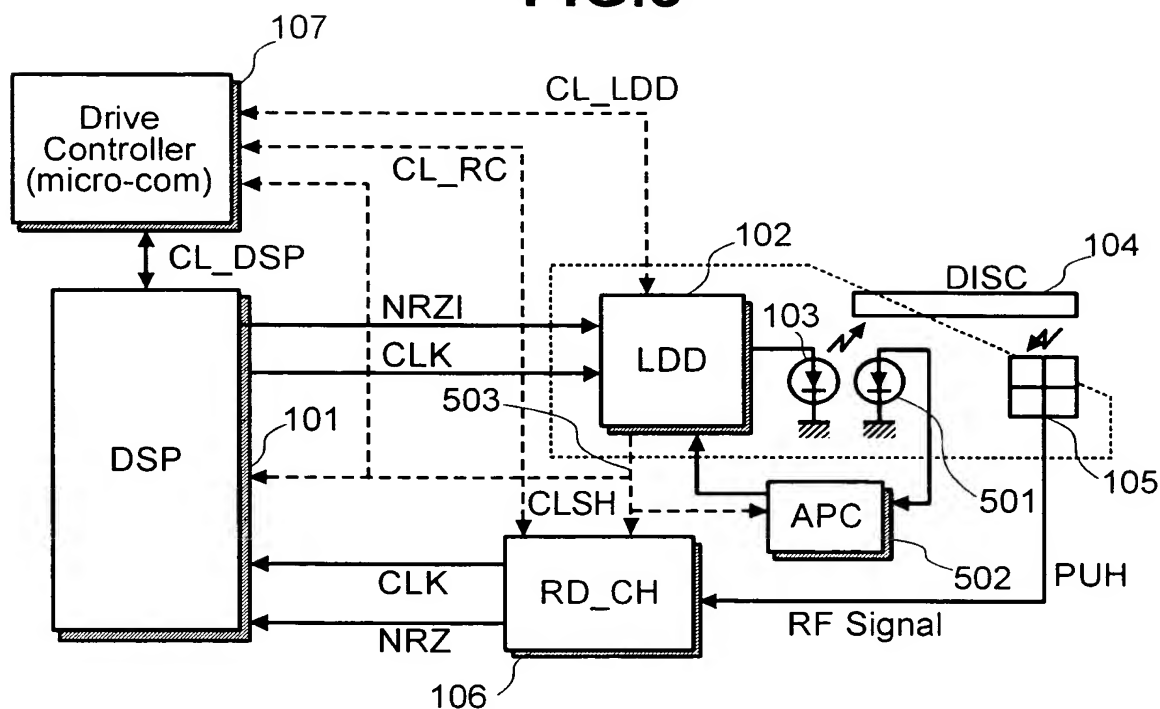 107
Drive
Controller
(micro-com)
CL_LDD
CL_RC
CL_DSP
102
104
DISC
NRZI
103
CLK
LDD
503
101
DSP
CLSH
APC
501
105
502
CLK
RD_CH
PUH
RF Signal
NRZ
106